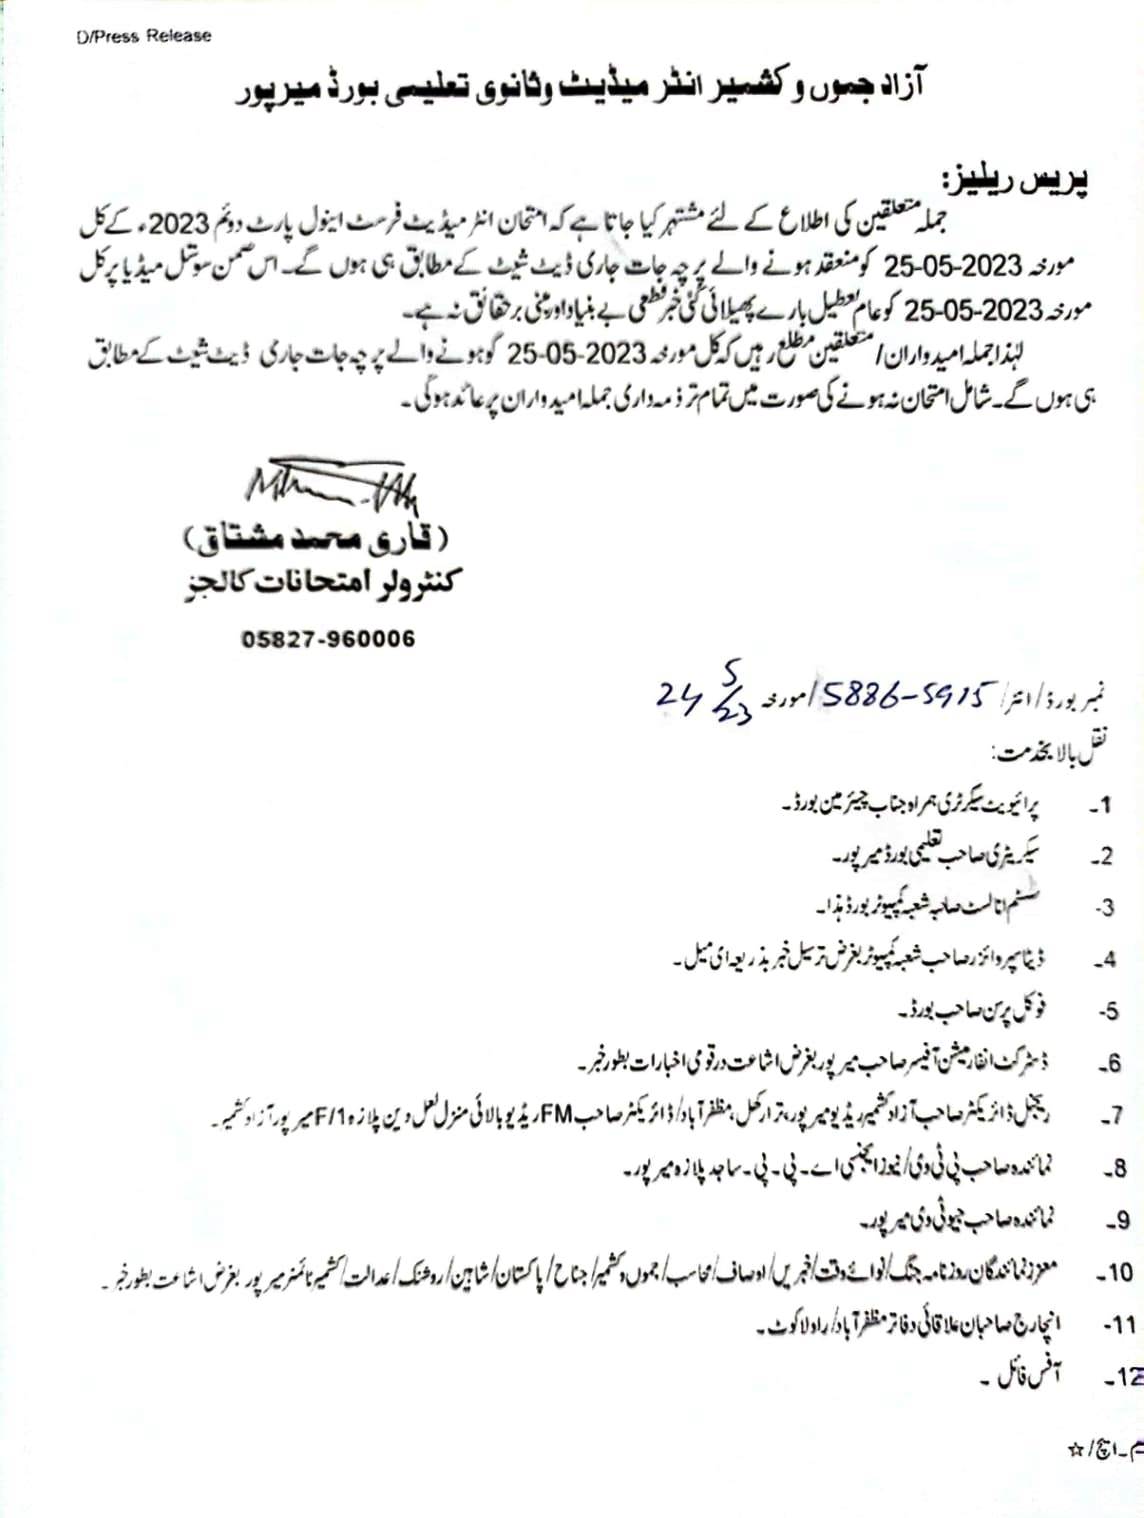 D/Press Release
آزاد جموں و کشمیر انٹر میڈیٹ وثانوی تعلیمی بورڈ میرپور
پریس ریلیز:
جملہ متعلقین کی اطلاع کے لئے مشتہر کیا جاتا ہے کہ امتحان انٹر میڈیٹ فرسٹ اینول پارٹ دوئم 2023ء کے کل
مورخہ 25-05-2023 کو منعقد ہونے والے پرچہ جات جاری ڈیٹ شیٹ کے مطابق ہی ہوں گے۔ اس ضمن سوشل میڈیا پر کل
مورخہ 25-05-2023 کو عام تعطیل بارے پھیلائی گئی خبر قطعی بے بنیاد اور مبنی بر حقائق نہ ہے۔
لہٰذا جملہ امیدواران/ متعلقین مطلع رہیں کہ کل مورخہ 25-05-2023 کو ہونے والے پرچہ جات جاری ڈیٹ شیٹ کے مطابق
ہی ہوں گے۔ شامل امتحان نہ ہونے کی صورت میں تمام تر ذمہ داری جملہ امیدواران پر عائد ہوگی۔
(قاری محمد مشتاق)
کنٹرولر امتحانات کالجز
05827-960006
نمبر بورڈ/انٹر/ 5886-5915/مورخہ 24 5/23
نقل بالا بخدمت:
1۔ پرائیویٹ سیکرٹری ہمراہ جناب چیئرمین بورڈ۔
2۔ سیکریٹری صاحب تعلیمی بورڈ میرپور۔
3- سسٹم انالسٹ صاحب شعبہ کمپیوٹر بورڈ ہذا۔
4۔ ڈیٹا سپروائزر صاحب شعبہ کمپیوٹر بغرض ترسیل خبر بذریعہ ای میل۔
5- فوکل پرسن صاحب بورڈ۔
6۔ ڈسٹرکٹ انفارمیشن آفیسر صاحب میرپور بغرض اشاعت در قومی اخبارات بطور خبر۔
7۔ ریجنل ڈائریکٹر صاحب آزاد کشمیر ریڈیو میرپور، تراڑکھل، مظفرآباد/ ڈائریکٹر صاحب FM ریڈیو بالائی منزل لعل دین پلازہ F/1 میرپور آزاد کشمیر۔
8۔ نمائندہ صاحب پی ٹی وی/ نیوز ایجنسی اے۔ پی۔ پی۔ ساجد پلازہ میرپور۔
9۔ نمائندہ صاحب جیو ٹی وی میرپور۔
10۔ معزز نمائندگان روزنامہ جنگ/ نوائے وقت/ خبریں/ اوصاف/ محاسب/ جموں و کشمیر/ جناح/ پاکستان/ شاہین/ روشنک/ عدالت/ کشمیر ٹائمنر میرپور بغرض اشاعت بطور خبر۔
11- انچارج صاحبان علاقائی دفاتر مظفرآباد/ راولاکوٹ۔
12۔ آفس فائل ۔
م۔ ایچ/☆